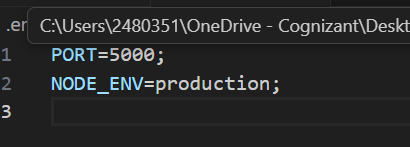 .en
C:\Users\2480351\OneDrive - Cognizant\Deskt
1 PORT=5000;
2 NODE_ENV=production;
3